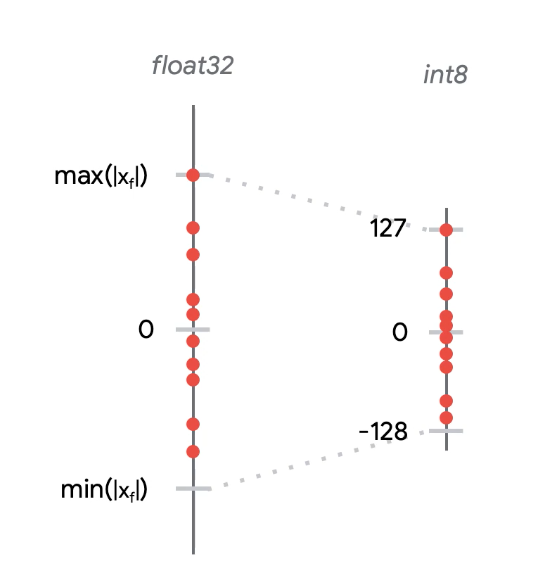 float32
int8
max(|xf|)
127
0
0
-128
min(|xf|)